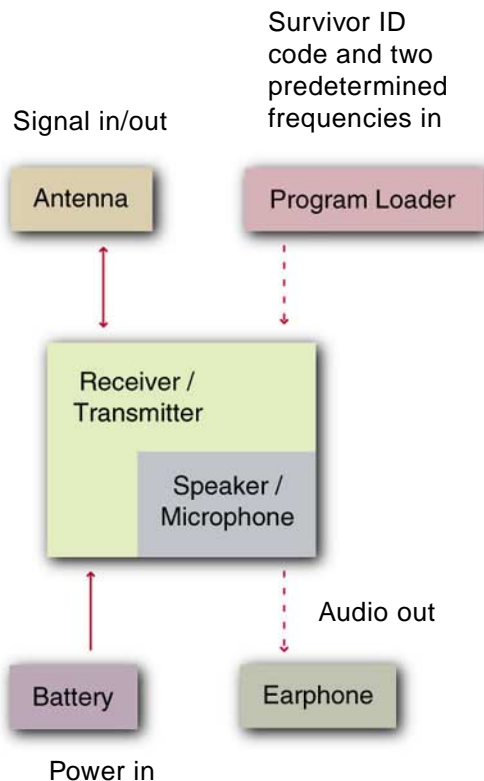 Survivor ID
code and two
predetermined
frequencies in
Signal in/out
Antenna
Program Loader
Receiver /
Transmitter
Speaker /
Microphone
Audio out
Battery
Earphone
Power in